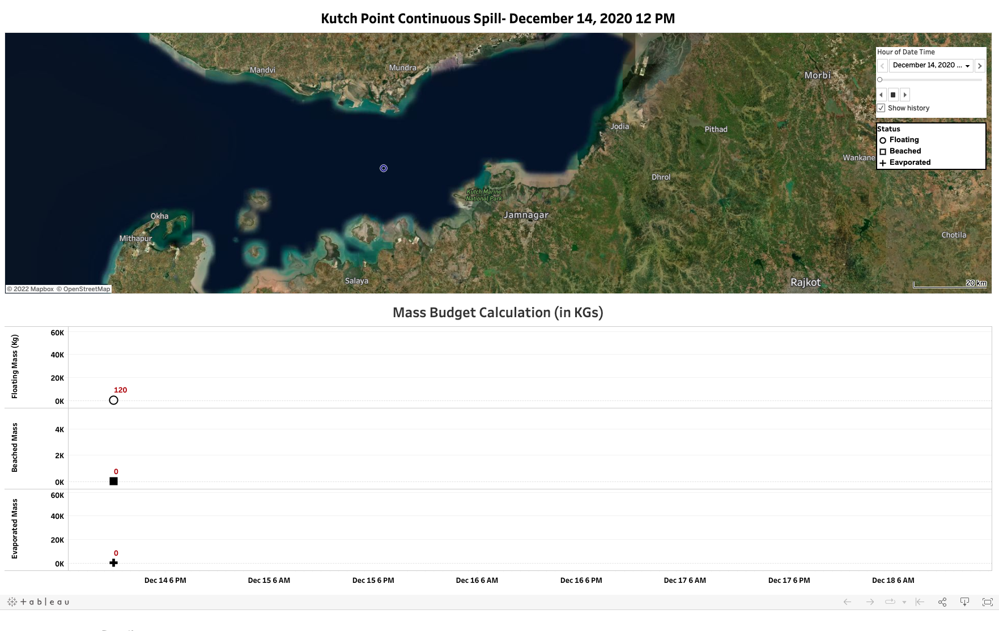 Kutch Point Continuous Spill- December 14, 2020 12 PM
Mandvi
Mundra
Morbi
Jodia
Pithad
Wankane
Dhrol
Kutch Marine
National Park
Okha
Jamnagar
Mithapur
Chotila
Salaya
Rajkot
20 km
© 2022 Mapbox © OpenStreetMap
Hour of Date Time
December 14, 2020 ...
Show history
Status
Floating
Beached
Eavporated
Mass Budget Calculation (in KGs)
Floating Mass (Kg)
60K
40K
20K
0K
120
Beached Mass
4K
2K
0K
0
Evaporated Mass
60K
40K
20K
0K
0
Dec 14 6 PM
Dec 15 6 AM
Dec 15 6 PM
Dec 16 6 AM
Dec 16 6 PM
Dec 17 6 AM
Dec 17 6 PM
Dec 18 6 AM
+ableau